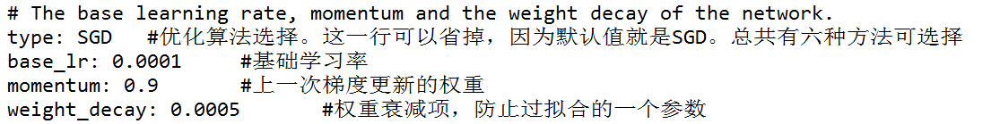 # The base learning rate, momentum and the weight decay of the network.
type: SGD   #优化算法选择。这一行可以省掉，因为默认值就是SGD。总共有六种方法可选择
base_lr: 0.0001     #基础学习率
momentum: 0.9       #上一次梯度更新的权重
weight_decay: 0.0005       #权重衰减项，防止过拟合的一个参数